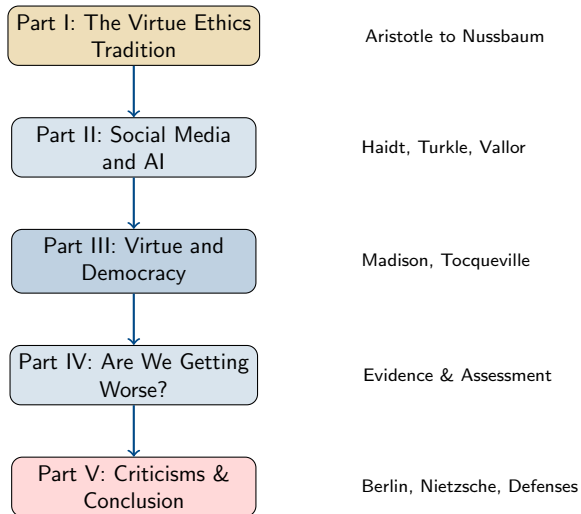 Part I: The Virtue Ethics
Tradition
Aristotle to Nussbaum
Part II: Social Media
and AI
Haidt, Turkle, Vallor
Part III: Virtue and
Democracy
Madison, Tocqueville
Part IV: Are We Getting
Worse?
Evidence & Assessment
Part V: Criticisms &
Conclusion
Berlin, Nietzsche, Defenses